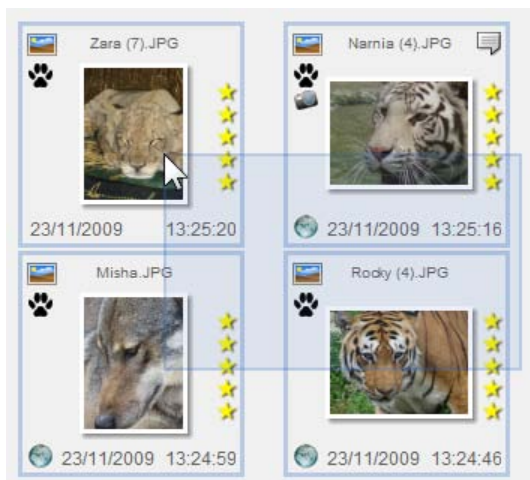 Zara (7).JPG
23/11/2009 13:25:20
Narnia (4).JPG
23/11/2009 13:25:16
Misha.JPG
23/11/2009 13:24:59
Rocky (4).JPG
23/11/2009 13:24:46